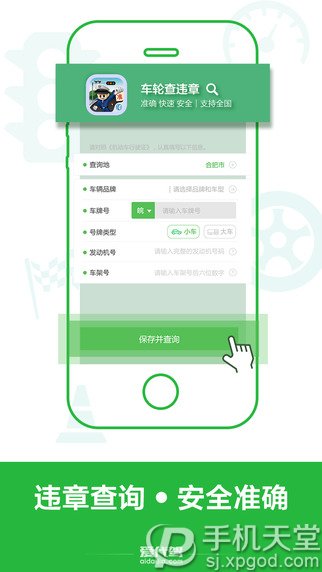 车轮查违章
准确 快速 安全 | 支持全国
请对照《机动车行驶证》，认真填写以下信息。
查询地 合肥市
车辆品牌 请选择品牌和车型
车牌号 皖 请输入车牌号
号牌类型 小车 大车
发动机号 请输入完整的发动机号码
车架号 请输入车架号后六位数字
保存并查询
违章查询 • 安全准确
爱代驾
手机天堂
sj.xpgod.com